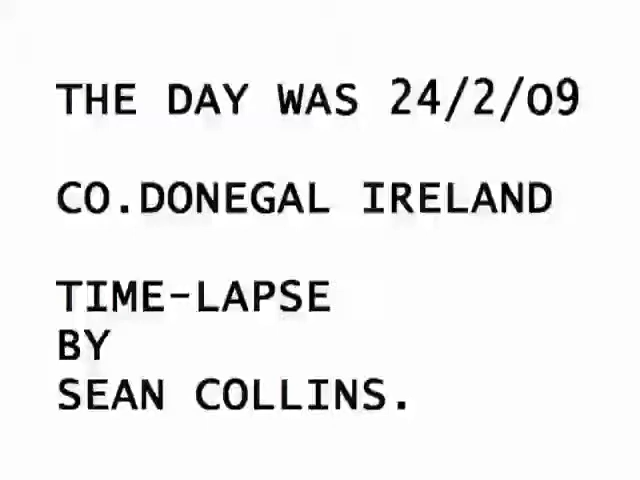 THE DAY WAS 24/2/09
CO.DONEGAL IRELAND
TIME-LAPSE
BY
SEAN COLLINS.